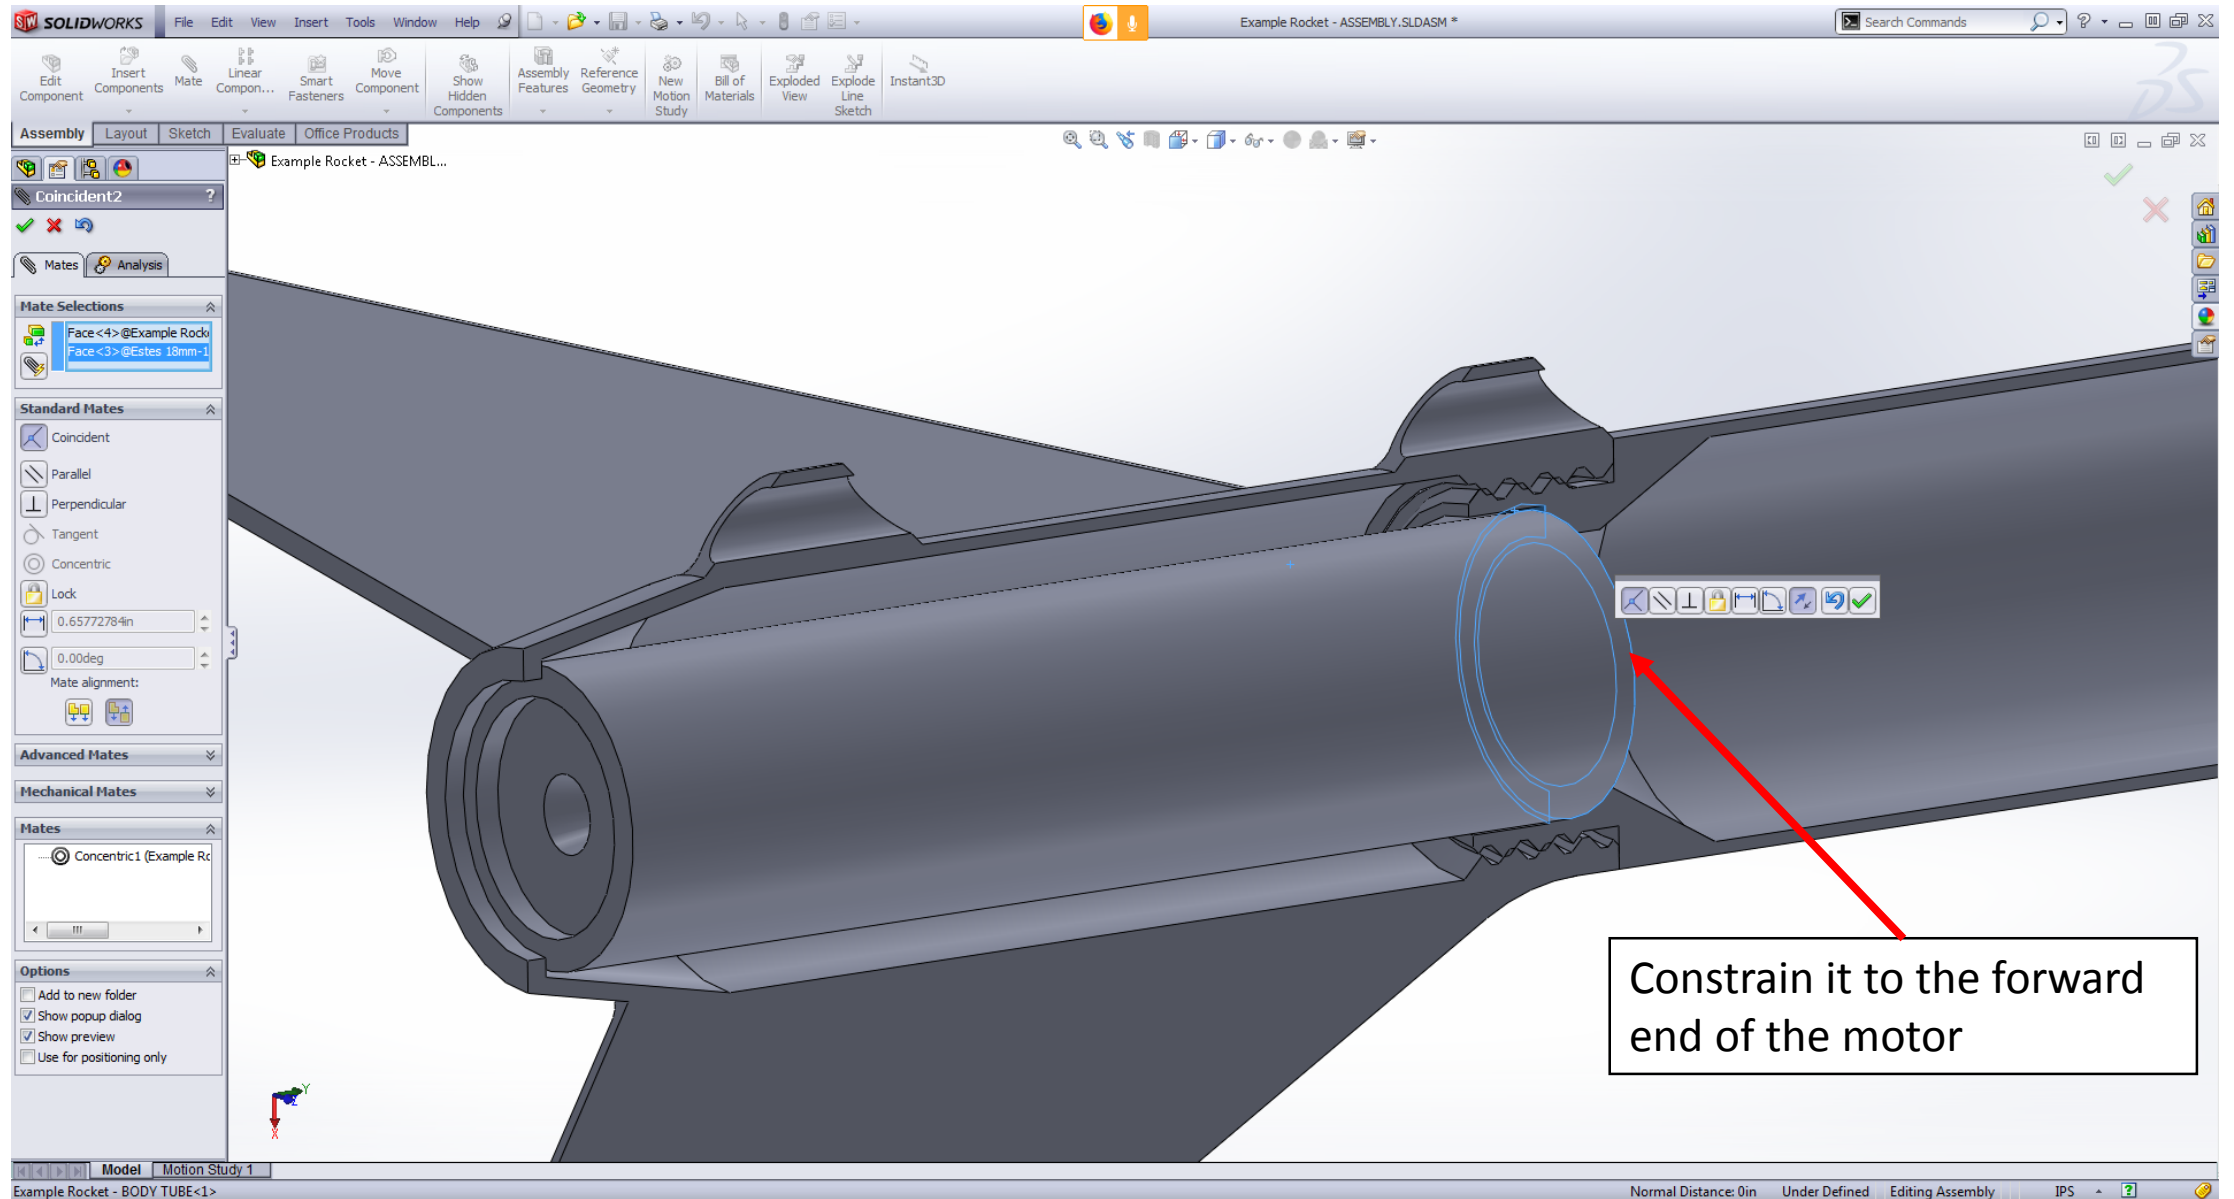 SOLIDWORKS File Edit View Insert Tools Window Help Example Rocket - ASSEMBLY.SLDASM * Search Commands
Edit Component
Insert Components
Mate
Linear Compon...
Smart Fasteners
Move Component
Show Hidden Components
Assembly Features
Reference Geometry
New Motion Study
Bill of Materials
Exploded View
Explode Line Sketch
Instant3D
Assembly Layout Sketch Evaluate Office Products
Example Rocket - ASSEMBL...
Coincident2 ?
Mates Analysis
Mate Selections
Face<4>@Example Rock
Face<3>@Estes 18mm-1
Standard Mates
Coincident
Parallel
Perpendicular
Tangent
Concentric
Lock
0.65772784in
0.00deg
Mate alignment:
Advanced Mates
Mechanical Mates
Mates
Concentric1 (Example Rc
Options
Add to new folder
Show popup dialog
Show preview
Use for positioning only
Constrain it to the forward
end of the motor
Y
Z
X
Model Motion Study 1
Example Rocket - BODY TUBE<1> Normal Distance: 0in Under Defined Editing Assembly IPS